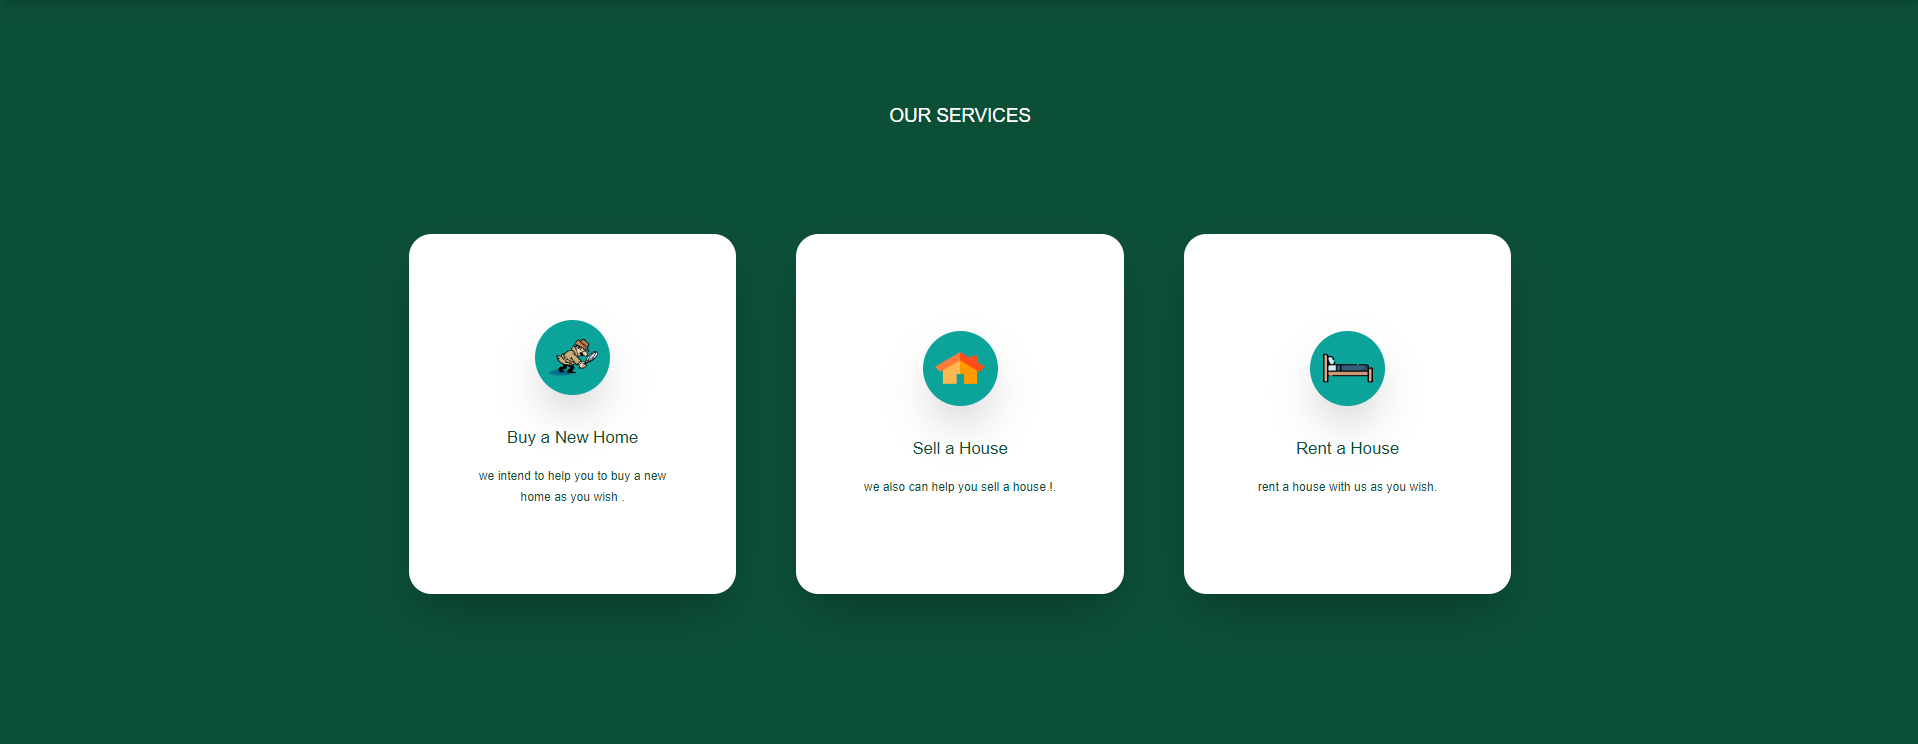 OUR SERVICES
Buy a New Home
we intend to help you to buy a new
home as you wish .
Sell a House
we also can help you sell a house !.
Rent a House
rent a house with us as you wish.